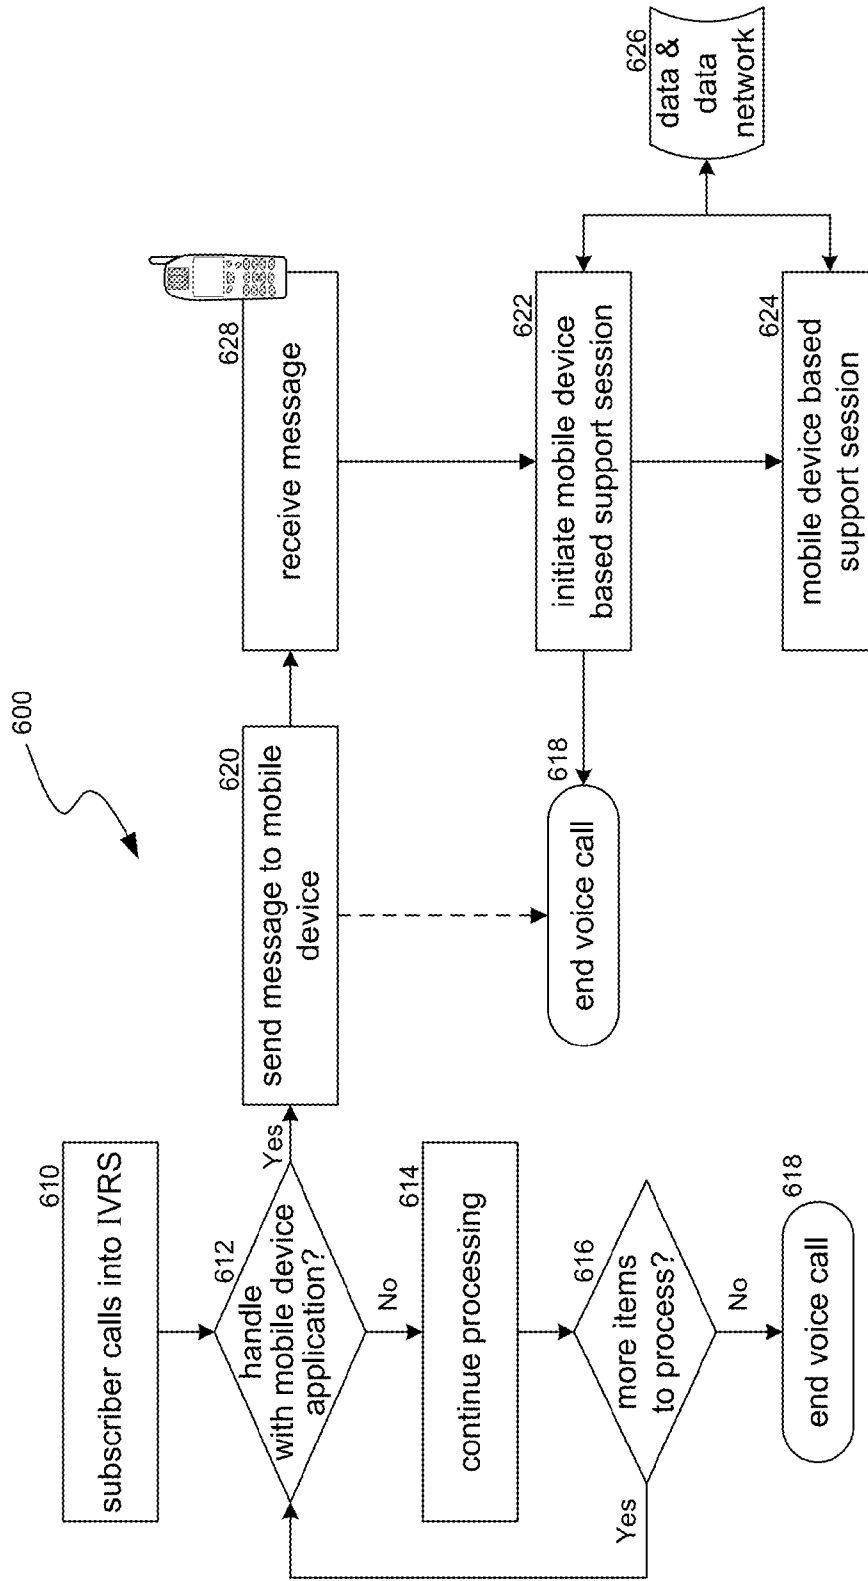 600
610
subscriber calls into IVRS
612
handle
with mobile device
application?
Yes
No
614
continue processing
616
more items
to process?
Yes
No
618
end voice call
620
send message to mobile
device
618
end voice call
628
receive message
622
initiate mobile device
based support session
624
mobile device based
support session
626
data &
data
network